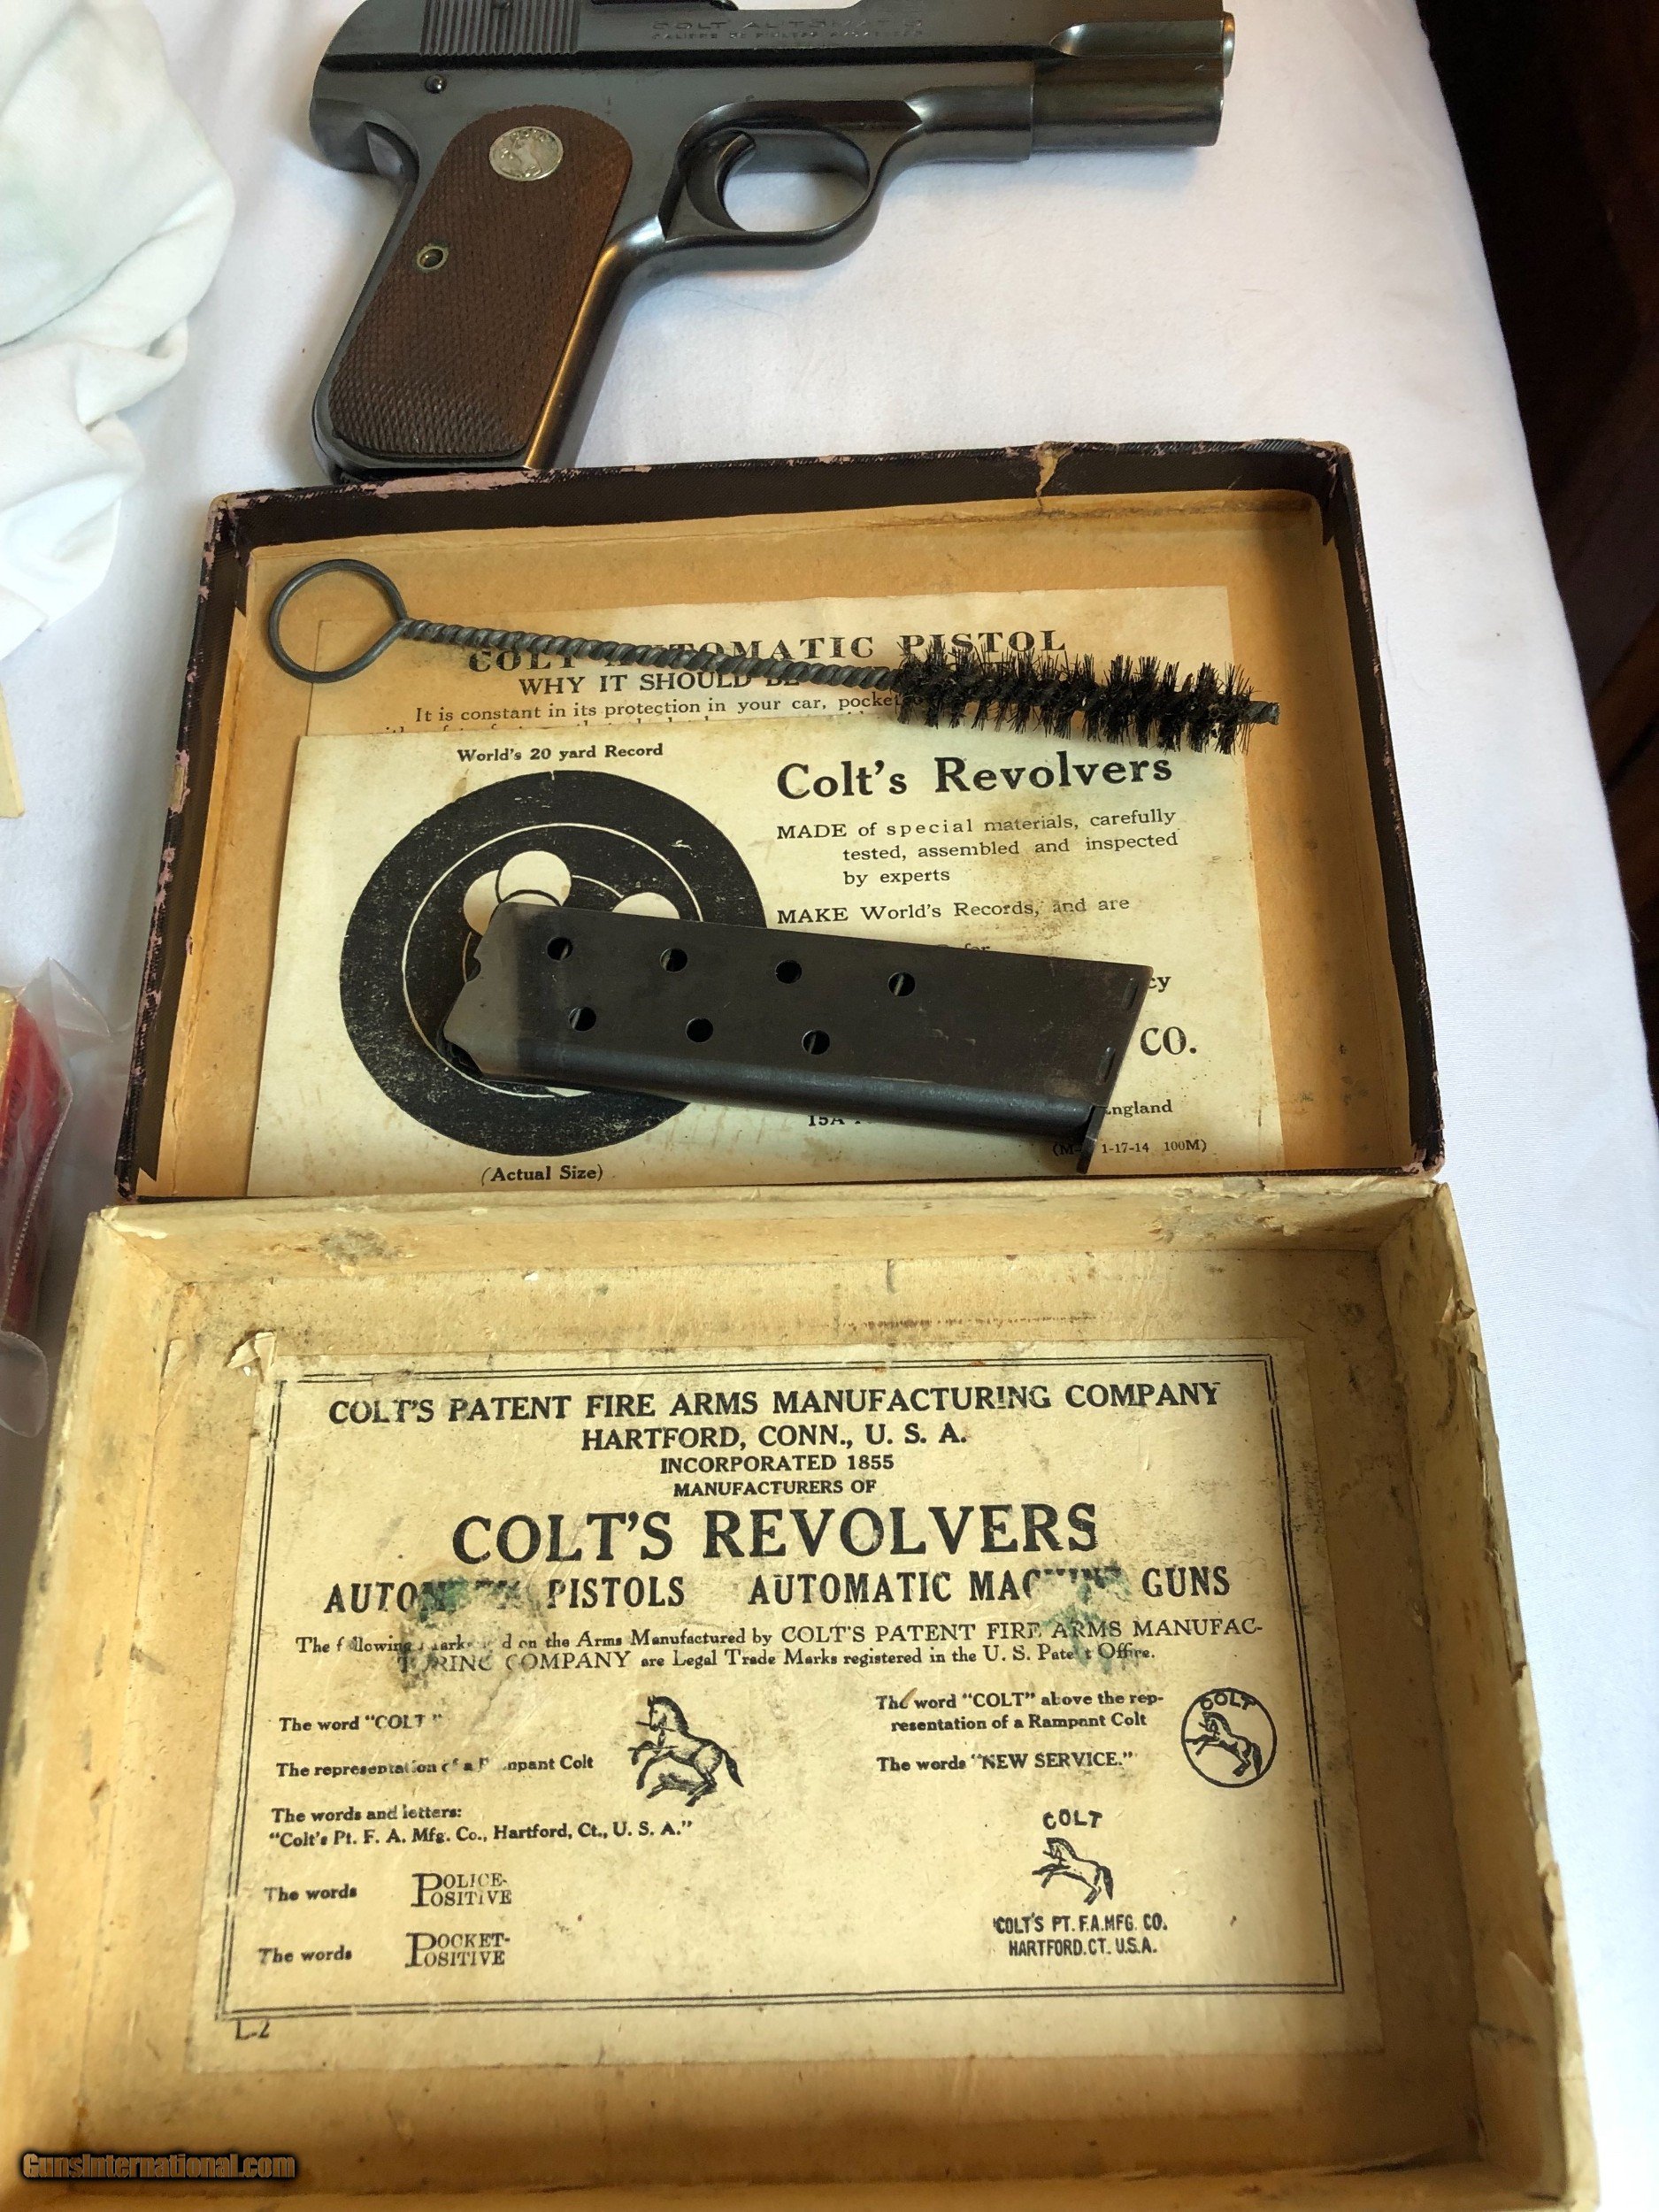 COLT AUTOMATIC
COLT AUTOMATIC PISTOL
WHY IT SHOULD BE
It is constant in its protection in your car, pocket
World's 20 yard Record
Colt's Revolvers
MADE of special materials, carefully
tested, assembled and inspected
by experts
MAKE World's Records, and are
CO.
1-17-14 100M)
(Actual Size)
COLT'S PATENT FIRE ARMS MANUFACTURING COMPANY
HARTFORD, CONN., U. S. A.
INCORPORATED 1855
MANUFACTURERS OF
COLT'S REVOLVERS
AUTOMATIC PISTOLS AUTOMATIC MACHINE GUNS
The following marks used on the Arms Manufactured by COLT'S PATENT FIRE ARMS MANUFAC-
TURING COMPANY are Legal Trade Marks registered in the U. S. Patent Office.
The word "COLT"
The representation of a Rampant Colt
The words and letters:
"Colt's Pt. F. A. Mfg. Co., Hartford, Ct., U. S. A."
The words POLICE-
POSITIVE
The words POCKET-
POSITIVE
The word "COLT" above the rep-
resentation of a Rampant Colt
COLT
The words "NEW SERVICE."
COLT
COLT'S PT. F.A.MFG. CO.
HARTFORD.CT. U.S.A.
L-2
GunsInternational.com